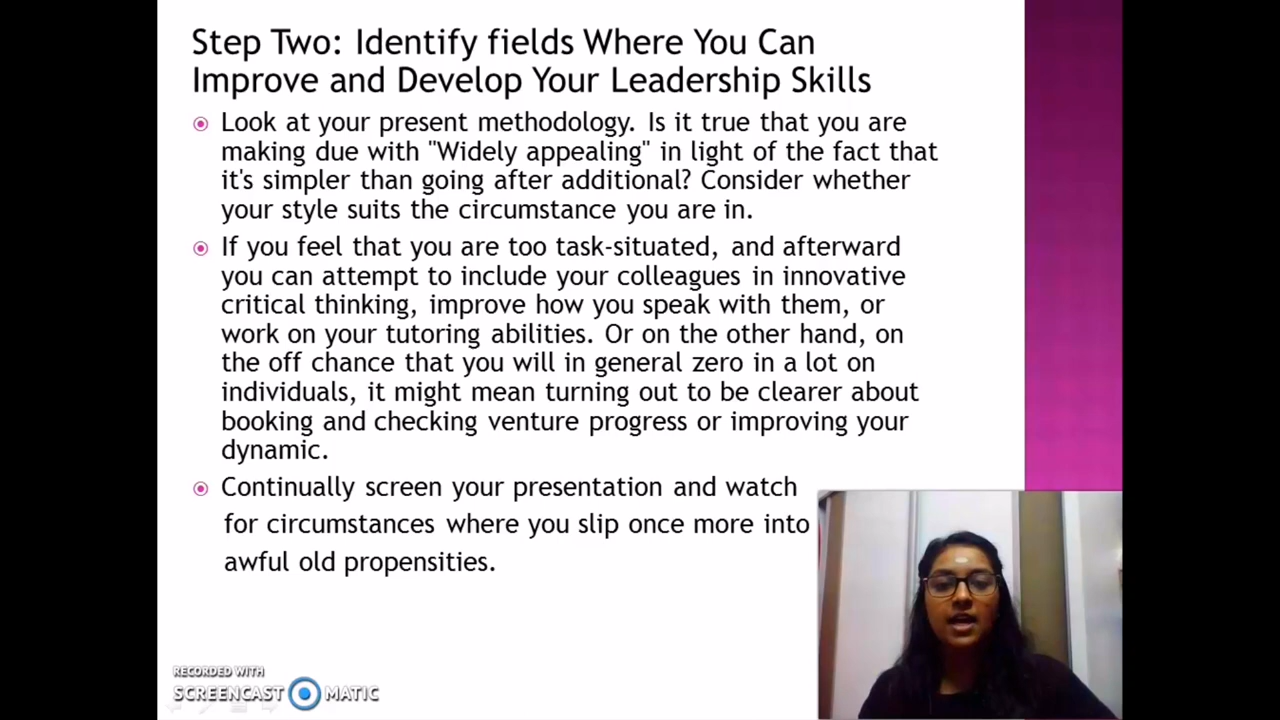 Step Two: Identify fields Where You Can
Improve and Develop Your Leadership Skills
Look at your present methodology. Is it true that you are
making due with "Widely appealing" in light of the fact that
it's simpler than going after additional? Consider whether
your style suits the circumstance you are in.
If you feel that you are too task-situated, and afterward
you can attempt to include your colleagues in innovative
critical thinking, improve how you speak with them, or
work on your tutoring abilities. Or on the other hand, on
the off chance that you will in general zero in a lot on
individuals, it might mean turning out to be clearer about
booking and checking venture progress or improving your
dynamic.
Continually screen your presentation and watch
for circumstances where you slip once more into
awful old propensities.
RECORDED WITH
SCREENCAST MATIC